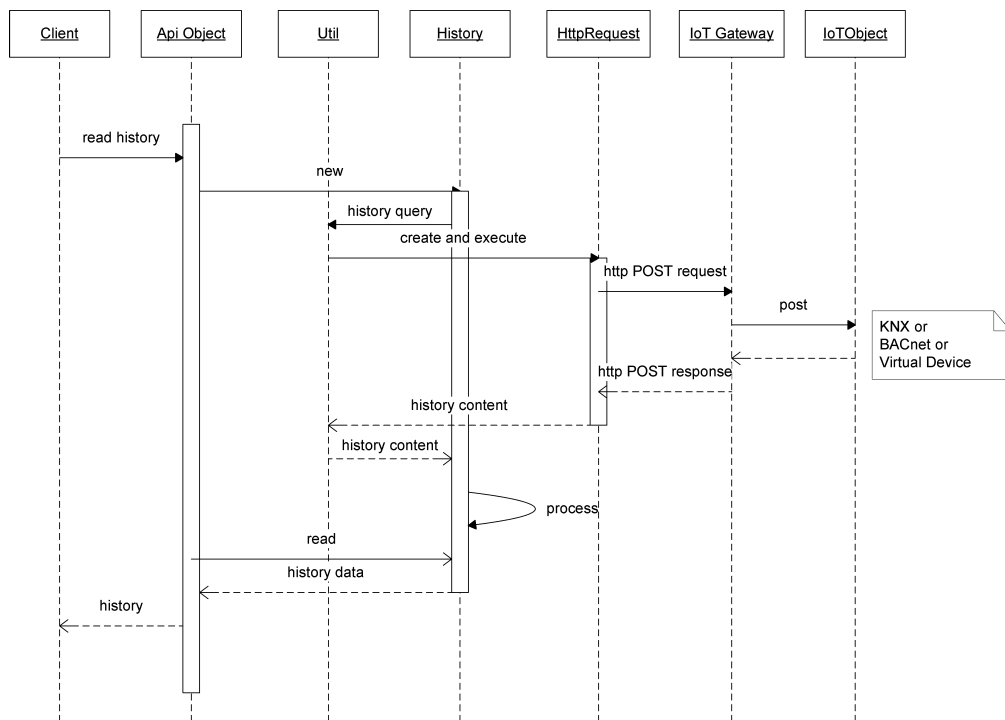 Client
Api Object
Util
History
HttpRequest
IoT Gateway
IoTObject
read history
new
history query
create and execute
http POST request
post
KNX or
BACnet or
Virtual Device
http POST response
history content
history content
process
read
history data
history